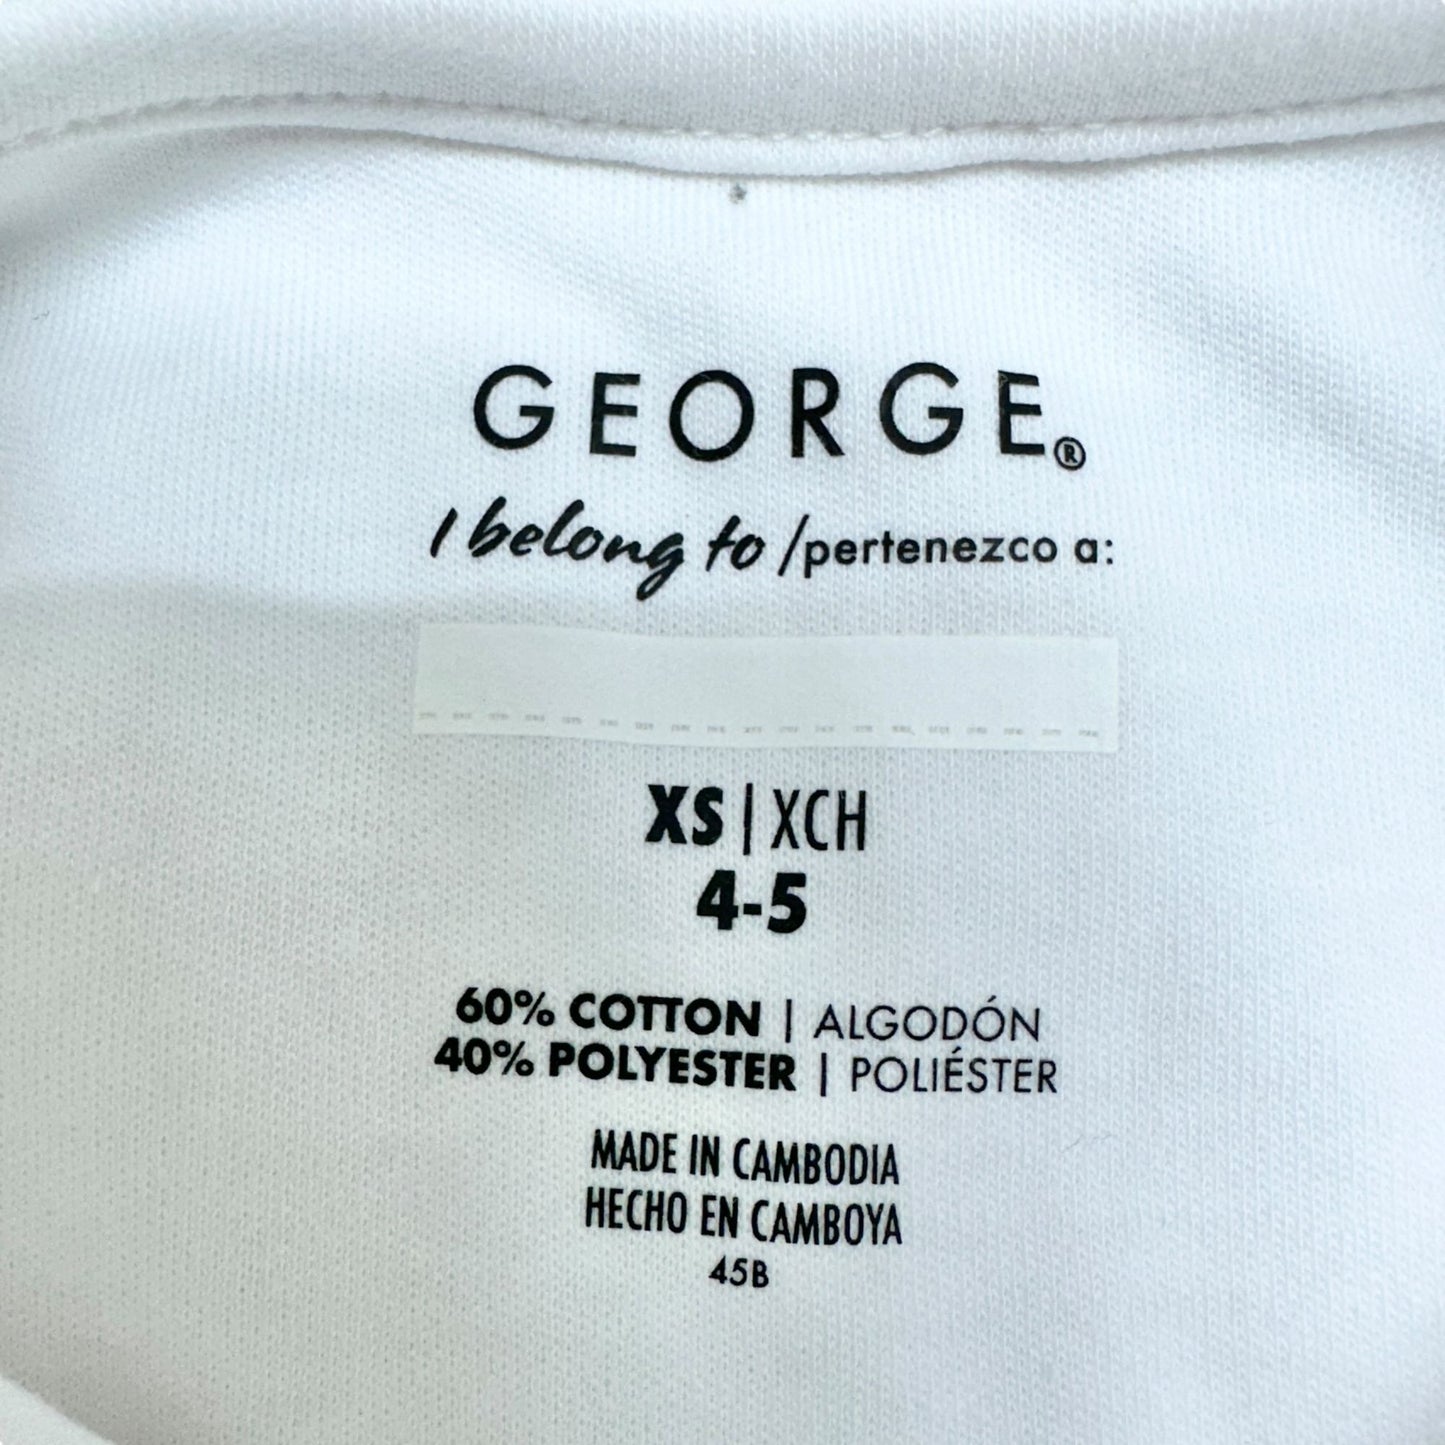 GEORGE®
I belong to /pertenezco a:
XS | XCH
4-5
60% COTTON | ALGODÓN
40% POLYESTER | POLIÉSTER
MADE IN CAMBODIA
HECHO EN CAMBOYA
45B